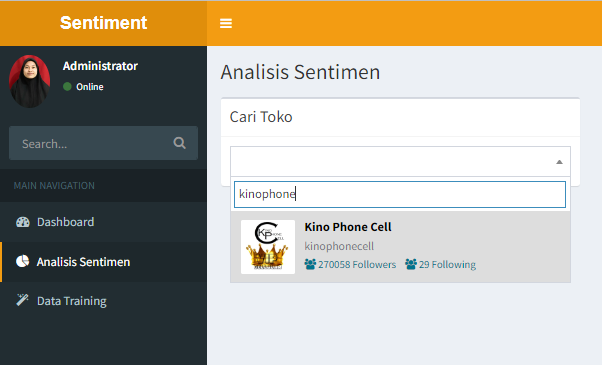 Sentiment
Administrator
Online
Search...
MAIN NAVIGATION
Dashboard
Analisis Sentimen
Data Training
Analisis Sentimen
Cari Toko
kinophone
Kino Phone Cell
kinophonecell
270058 Followers 29 Following